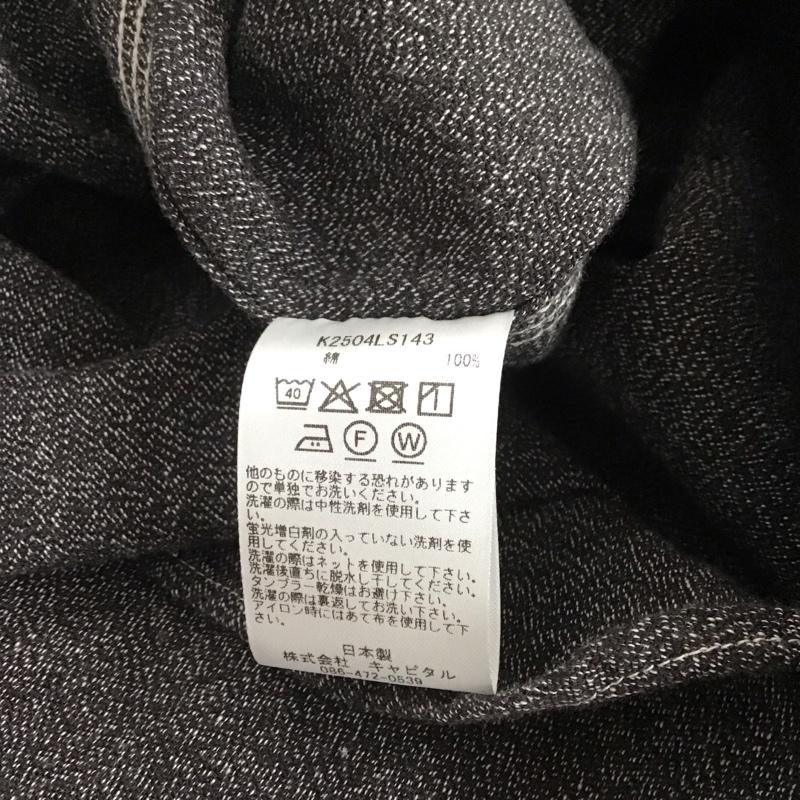 K2504LS143
綿 100%
40
F W
他のものに移染する恐れがあります
ので単独でお洗いください。
洗濯の際は中性洗剤を使用して下さ
い。
蛍光増白剤の入っていない洗剤を使
用してください。
洗濯の際はネットを使用して下さい。
洗濯後直ちに脱水し干してください。
タンブラー乾燥はお避け下さい。
洗濯の際は裏返してお洗い下さい。
アイロン時にはあて布を使用して下
さい。
日本製
株式会社 キャピタル
086-472-0539